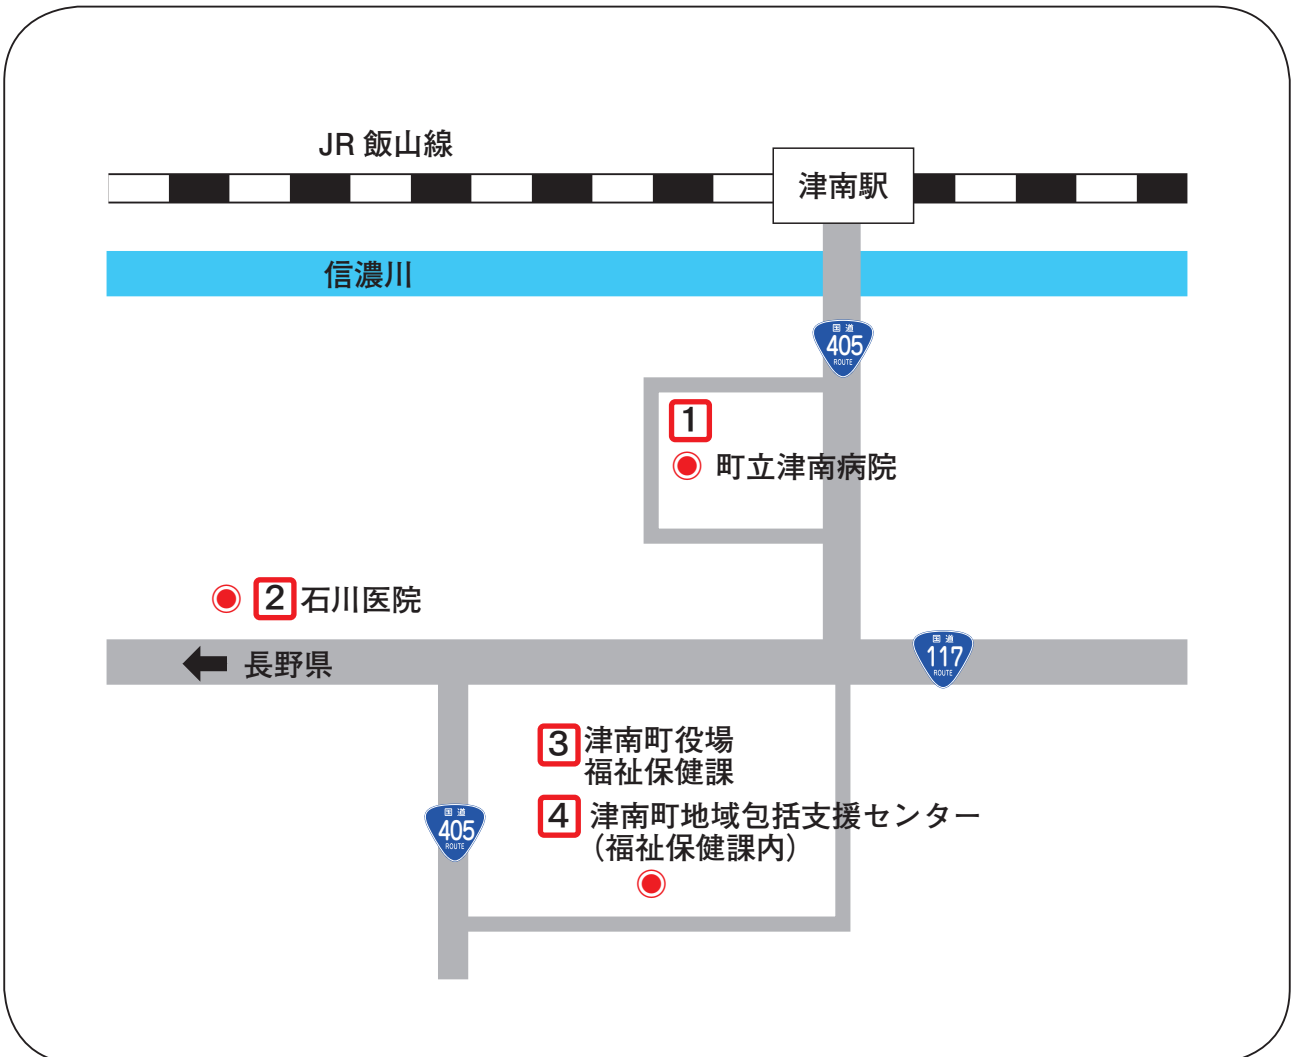 JR 飯山線
津南駅
信濃川
国道
405
ROUTE
1
町立津南病院
2 石川医院
国道
117
ROUTE
長野県
3 津南町役場
福祉保健課
4 津南町地域包括支援センター
（福祉保健課内）
国道
405
ROUTE